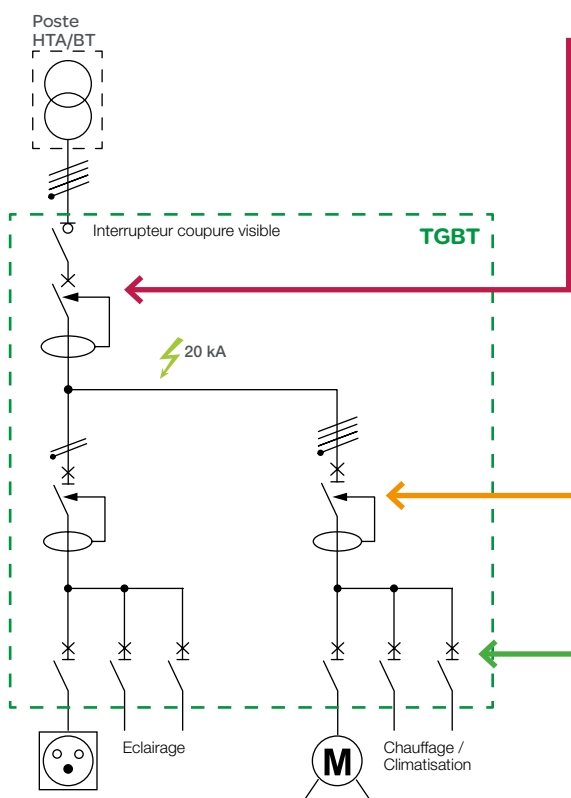 Poste
HTA/BT
Interrupteur coupure visible
TGBT
20 kA
Eclairage
M
Chauffage /
Climatisation